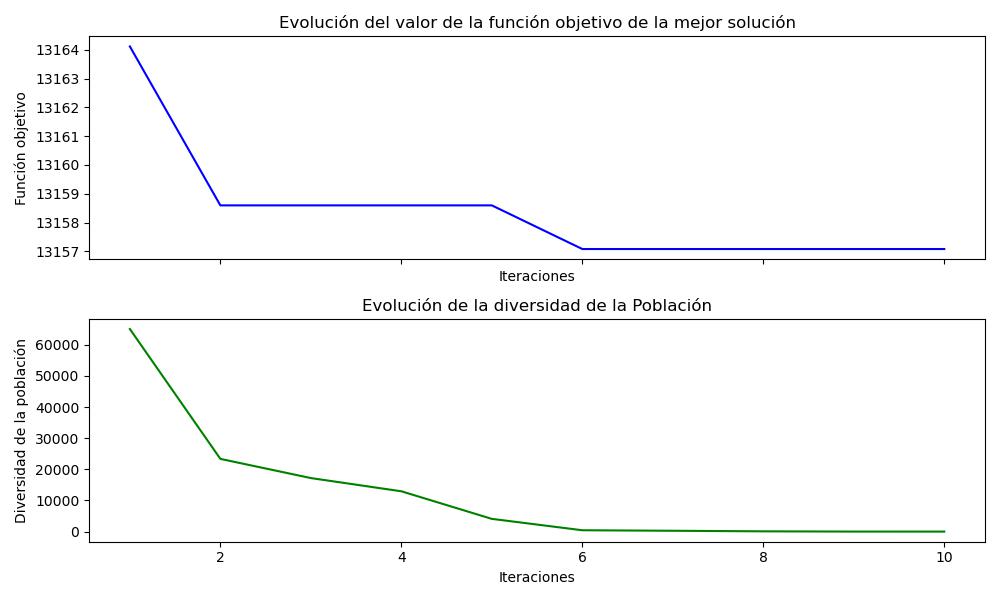 Evolución del valor de la función objetivo de la mejor solución
Función objetivo
13164
13163
13162
13161
13160
13159
13158
13157
Iteraciones
Evolución de la diversidad de la Población
Diversidad de la población
60000
50000
40000
30000
20000
10000
0
2 4 6 8 10
Iteraciones